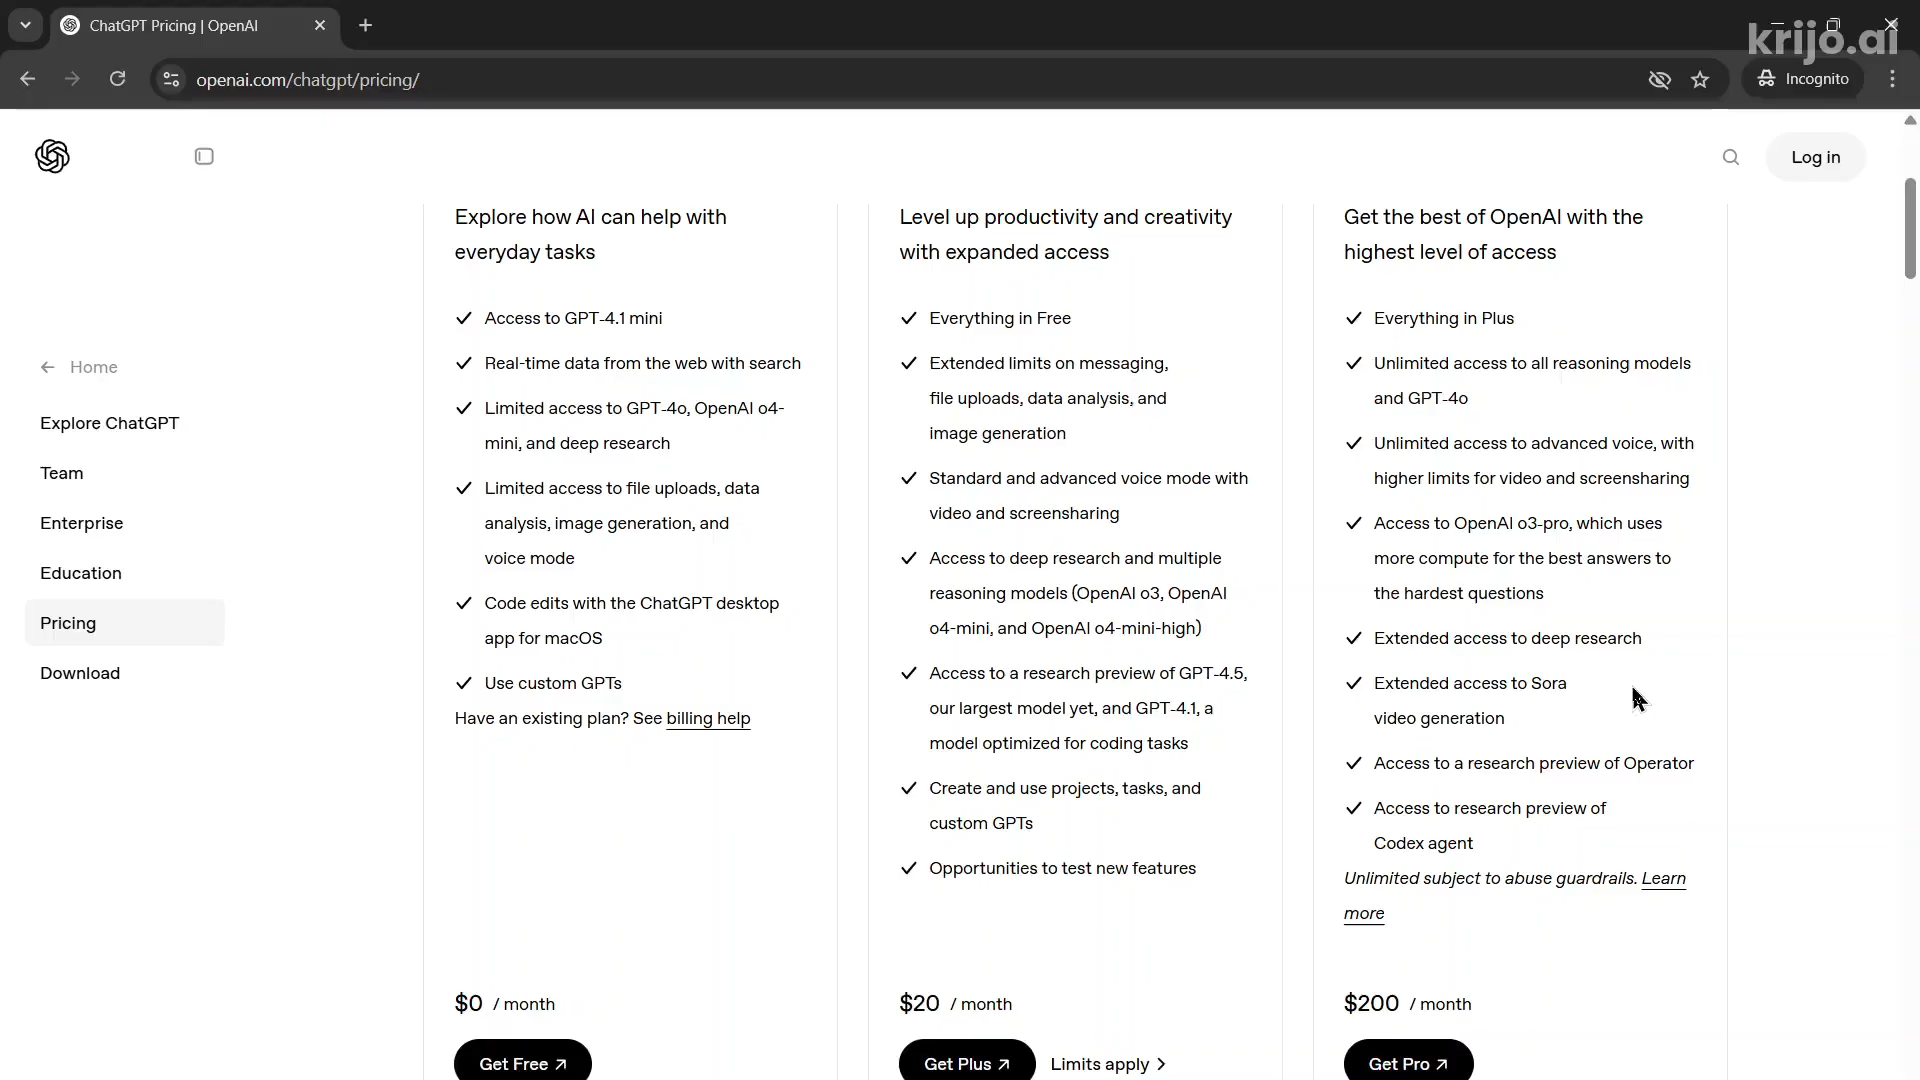 ChatGPT Pricing | OpenAI
krijo.ai
openai.com/chatgpt/pricing/
Incognito
Log in
Home
Explore ChatGPT
Team
Enterprise
Education
Pricing
Download
Explore how AI can help with
everyday tasks
Access to GPT-4.1 mini
Real-time data from the web with search
Limited access to GPT-4o, OpenAI o4-
mini, and deep research
Limited access to file uploads, data
analysis, image generation, and
voice mode
Code edits with the ChatGPT desktop
app for macOS
Use custom GPTs
Have an existing plan? See billing help
$0 / month
Get Free
Level up productivity and creativity
with expanded access
Everything in Free
Extended limits on messaging,
file uploads, data analysis, and
image generation
Standard and advanced voice mode with
video and screensharing
Access to deep research and multiple
reasoning models (OpenAI o3, OpenAI
o4-mini, and OpenAI o4-mini-high)
Access to a research preview of GPT-4.5,
our largest model yet, and GPT-4.1, a
model optimized for coding tasks
Create and use projects, tasks, and
custom GPTs
Opportunities to test new features
$20 / month
Get Plus
Limits apply
Get the best of OpenAI with the
highest level of access
Everything in Plus
Unlimited access to all reasoning models
and GPT-4o
Unlimited access to advanced voice, with
higher limits for video and screensharing
Access to OpenAI o3-pro, which uses
more compute for the best answers to
the hardest questions
Extended access to deep research
Extended access to Sora
video generation
Access to a research preview of Operator
Access to research preview of
Codex agent
Unlimited subject to abuse guardrails. Learn
more
$200 / month
Get Pro